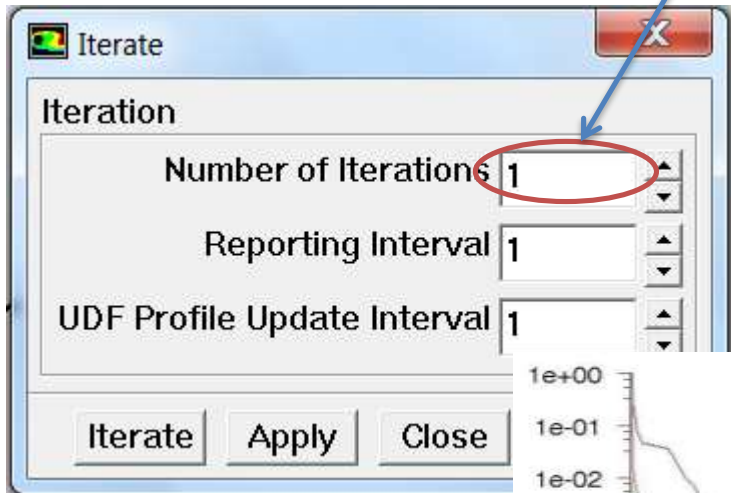 Iterate
Iteration
Number of Iterations 1
Reporting Interval 1
UDF Profile Update Interval 1
Iterate Apply Close
1e+00
1e-01
1e-02